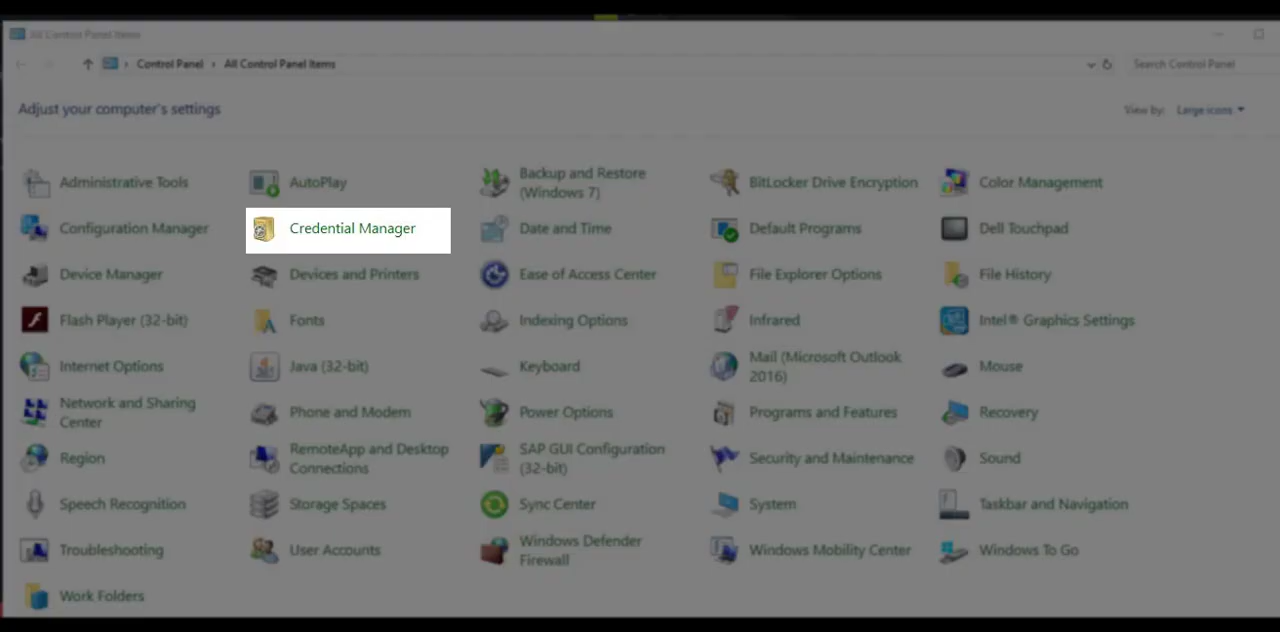 All Control Panel Items
Control Panel › All Control Panel Items
Search Control Panel
Adjust your computer's settings
View by: Large icons
Administrative Tools
AutoPlay
Backup and Restore
(Windows 7)
BitLocker Drive Encryption
Color Management
Configuration Manager
Credential Manager
Date and Time
Default Programs
Dell Touchpad
Device Manager
Devices and Printers
Ease of Access Center
File Explorer Options
File History
Flash Player (32-bit)
Fonts
Indexing Options
Infrared
Intel® Graphics Settings
Internet Options
Java (32-bit)
Keyboard
Mail (Microsoft Outlook
2016)
Mouse
Network and Sharing
Center
Phone and Modem
Power Options
Programs and Features
Recovery
Region
RemoteApp and Desktop
Connections
SAP GUI Configuration
(32-bit)
Security and Maintenance
Sound
Speech Recognition
Storage Spaces
Sync Center
System
Taskbar and Navigation
Troubleshooting
User Accounts
Windows Defender
Firewall
Windows Mobility Center
Windows To Go
Work Folders